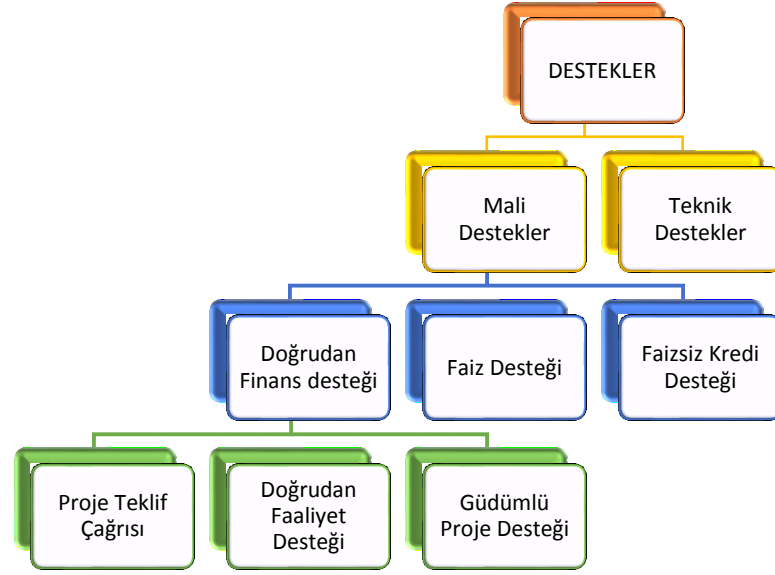 DESTEKLER
Mali
Destekler
Teknik
Destekler
Doğrudan
Finans desteği
Faiz Desteği
Faizsiz Kredi
Desteği
Proje Teklif
Çağrısı
Doğrudan
Faaliyet
Desteği
Güdümlü
Proje Desteği